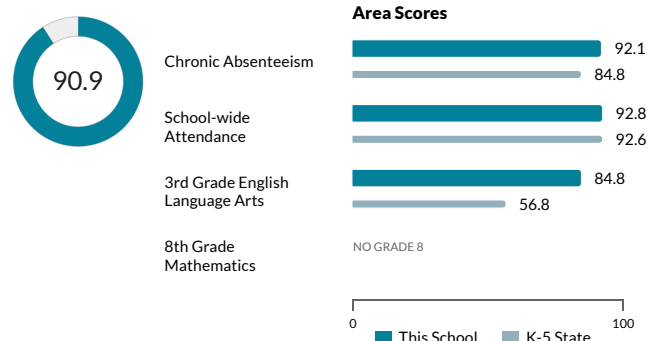 Area Scores
90.9
Chronic Absenteeism
92.1
84.8
School-wide
Attendance
92.8
92.6
3rd Grade English
Language Arts
84.8
56.8
8th Grade
Mathematics
NO GRADE 8
0
100
This School
K-5 State